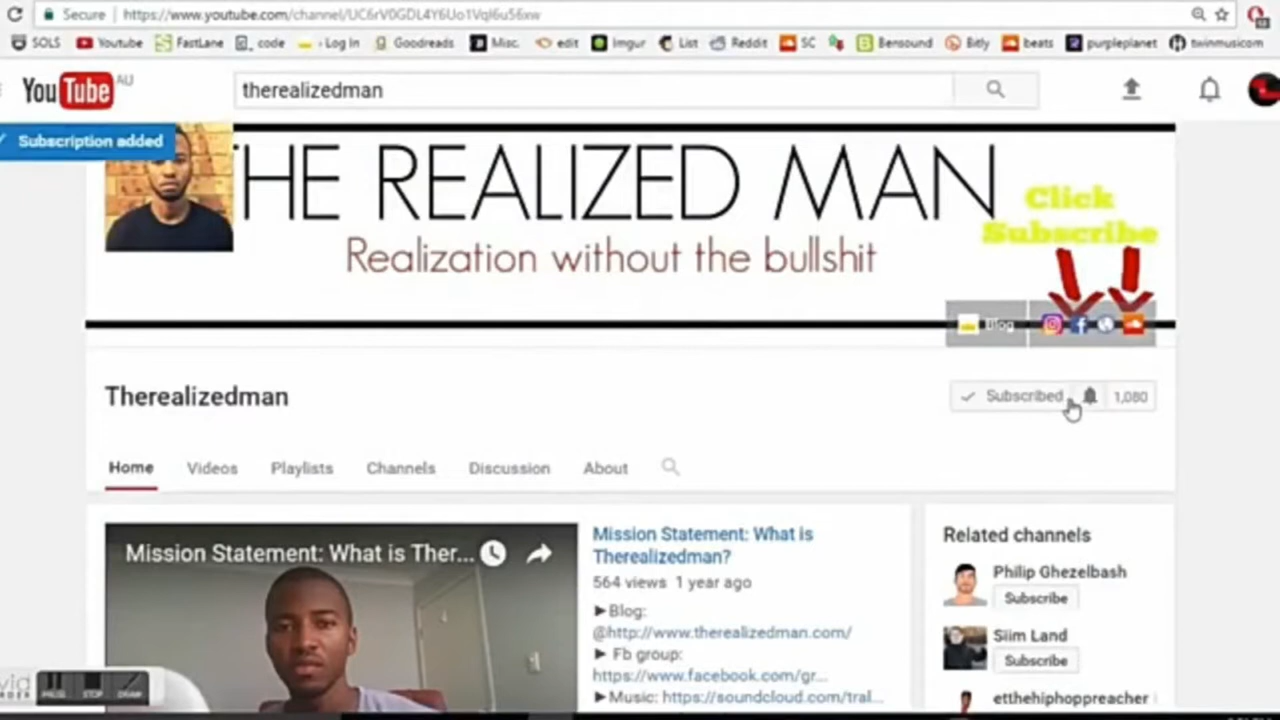 Secure | https://www.youtube.com/channel/UC6rV0GDL4Y6Uo1Vql6u56xw
SOLS Youtube FastLane code Log In Goodreads Misc. edit Imgur List Reddit SC Bensound Bitly beats purpleplanet twinmusicom
YouTube AU
therealizedman
Subscription added
THE REALIZED MAN
Realization without the bullshit
Click
Subscribe
Blog
Therealizedman
Subscribed 1,080
Home Videos Playlists Channels Discussion About
Mission Statement: What is Ther...
Mission Statement: What is
Therealizedman?
564 views 1 year ago
►Blog:
@http://www.therealizedman.com/
► Fb group:
https://www.facebook.com/gr...
►Music: https://soundcloud.com/tral...
Related channels
Philip Ghezelbash
Subscribe
Siim Land
Subscribe
etthehiphoppreacher
PAUSE STOP DRAW